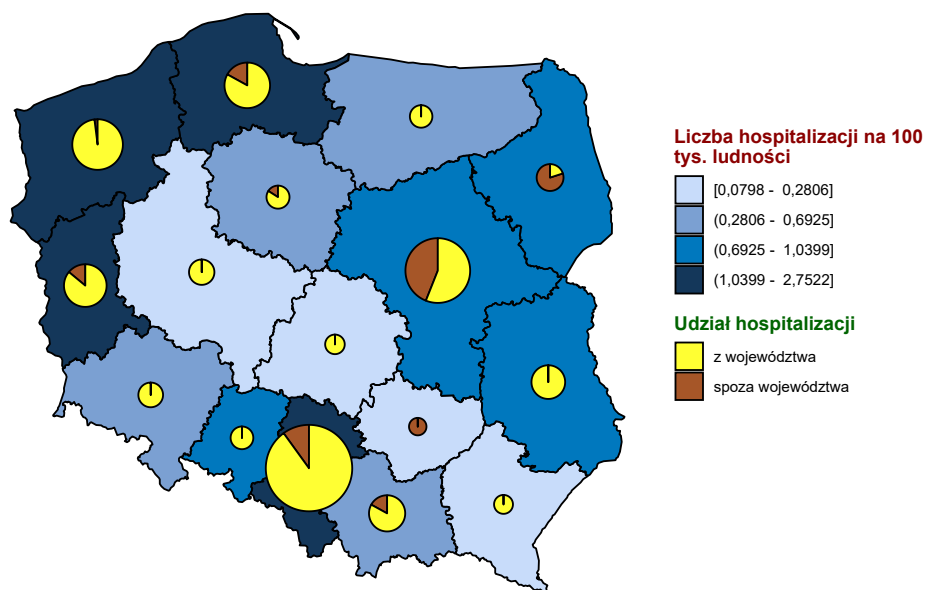 Liczba hospitalizacji na 100
tys. ludności
[0,0798 - 0,2806]
(0,2806 - 0,6925]
(0,6925 - 1,0399]
(1,0399 - 2,7522]
Udział hospitalizacji
z województwa
spoza województwa